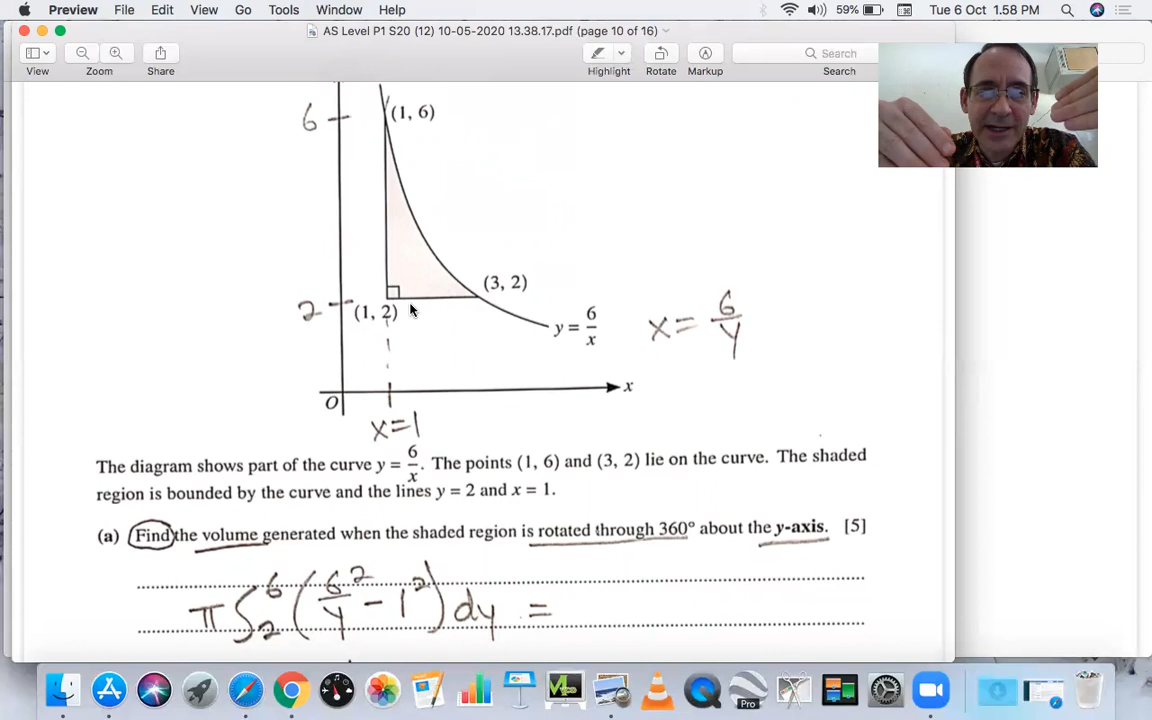 Preview File Edit View Go Tools Window Help 59% Tue 6 Oct 1.58 PM
AS Level P1 S20 (12) 10-05-2020 13.38.17.pdf (page 10 of 16)
Search
View Zoom Share Highlight Rotate Markup Search
6 (1, 6)
(3, 2)
2 (1, 2)
y = 6/x x = 6/y
x
O
x=1
The diagram shows part of the curve y = 6/x. The points (1, 6) and (3, 2) lie on the curve. The shaded
region is bounded by the curve and the lines y = 2 and x = 1.
(a) Find the volume generated when the shaded region is rotated through 360° about the y-axis. [5]
π∫₂⁶ (6²/y − 1²) dy =
Pro